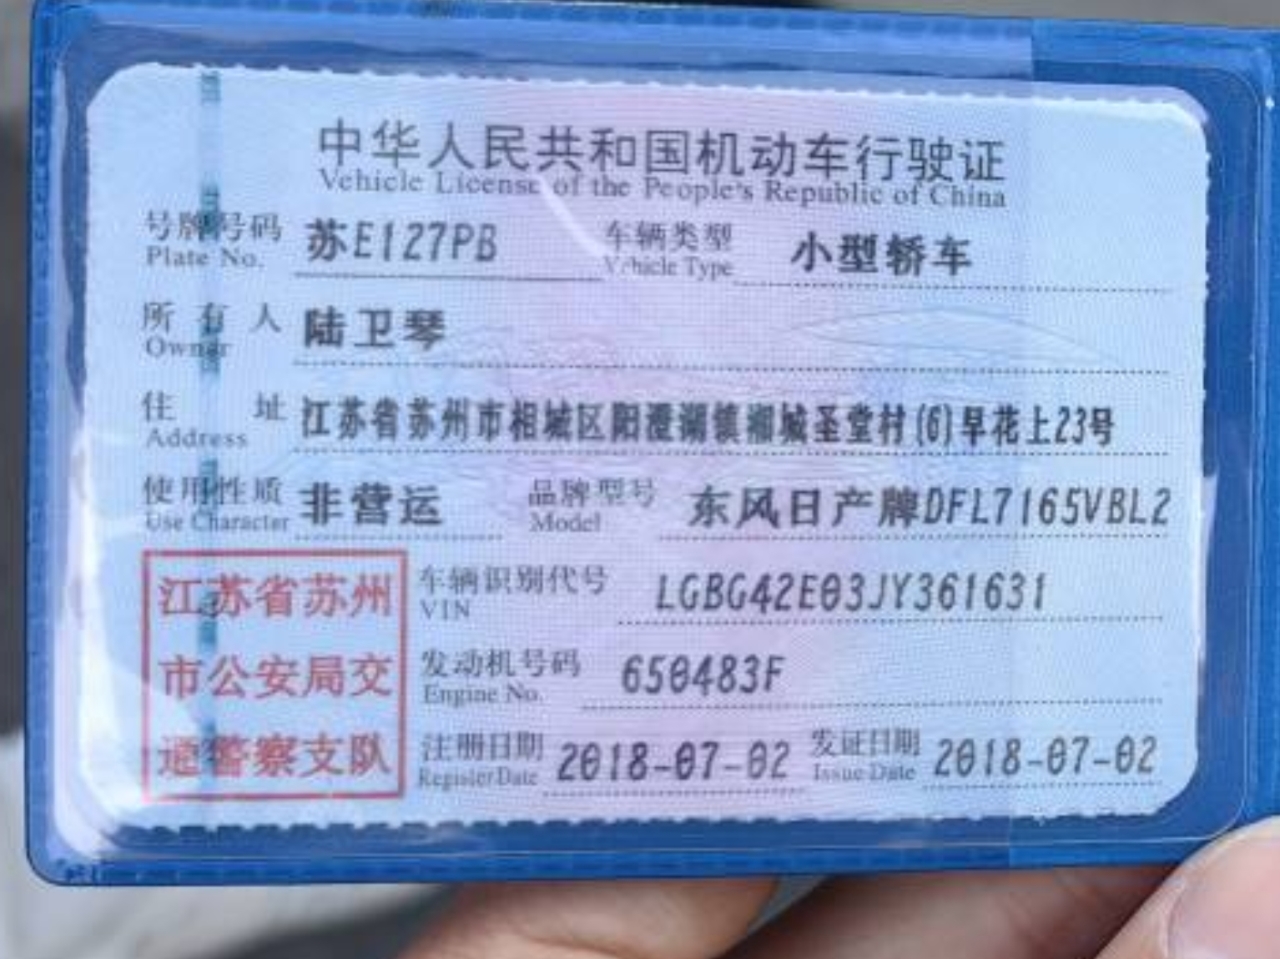 中华人民共和国机动车行驶证
Vehicle License of the People's Republic of China
号牌号码 苏E127PB 车辆类型 小型轿车
Plate No. Vehicle Type
所有人 陆卫琴
Owner
住址 江苏省苏州市相城区阳澄湖镇湘城圣堂村(6)旱花上23号
Address
使用性质 非营运 品牌型号 东风日产牌DFL7165VBL2
Use Character Model
江苏省苏州 车辆识别代号 LGBG42E03JY361631
VIN
市公安局交 发动机号码 650483F
Engine No.
通警察支队 注册日期 2018-07-02 发证日期 2018-07-02
Register Date Issue Date